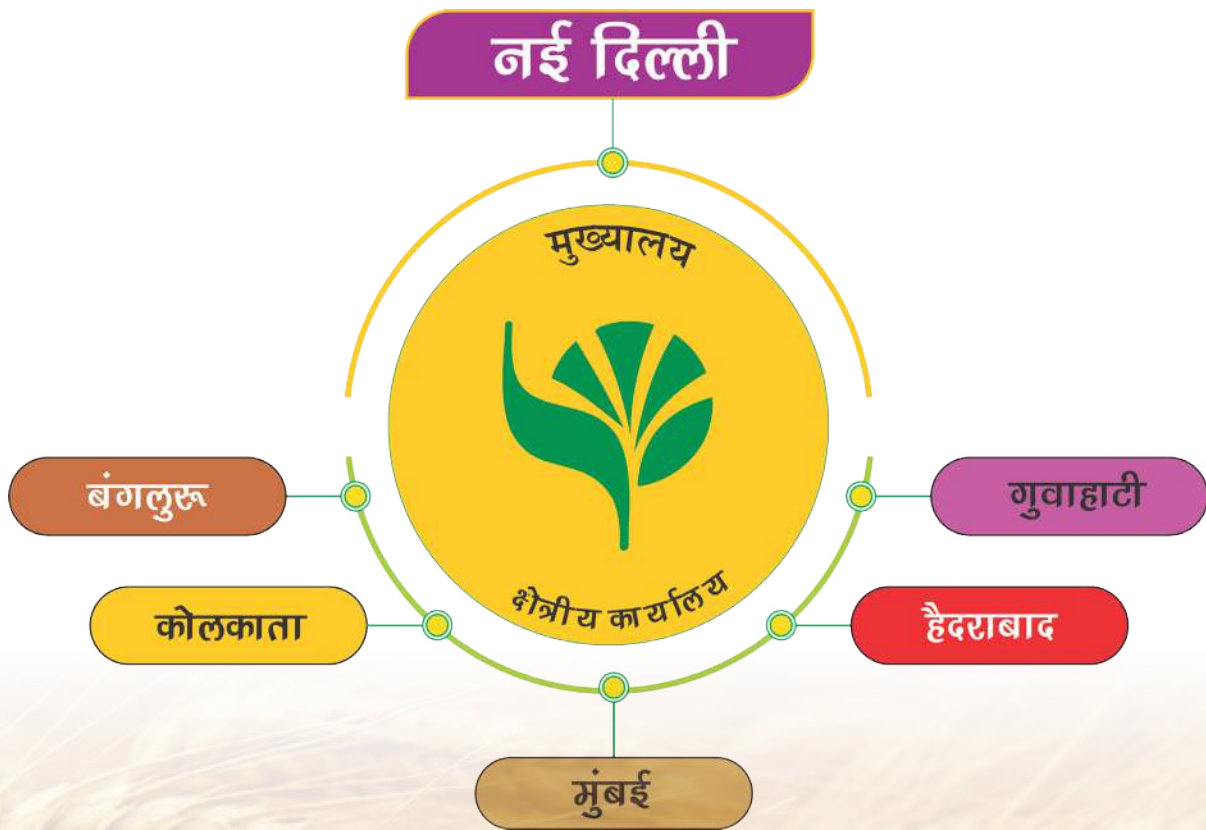 नई दिल्ली
मुख्यालय
क्षेत्रीय कार्यालय
बंगलुरू
गुवाहाटी
कोलकाता
हैदराबाद
मुंबई